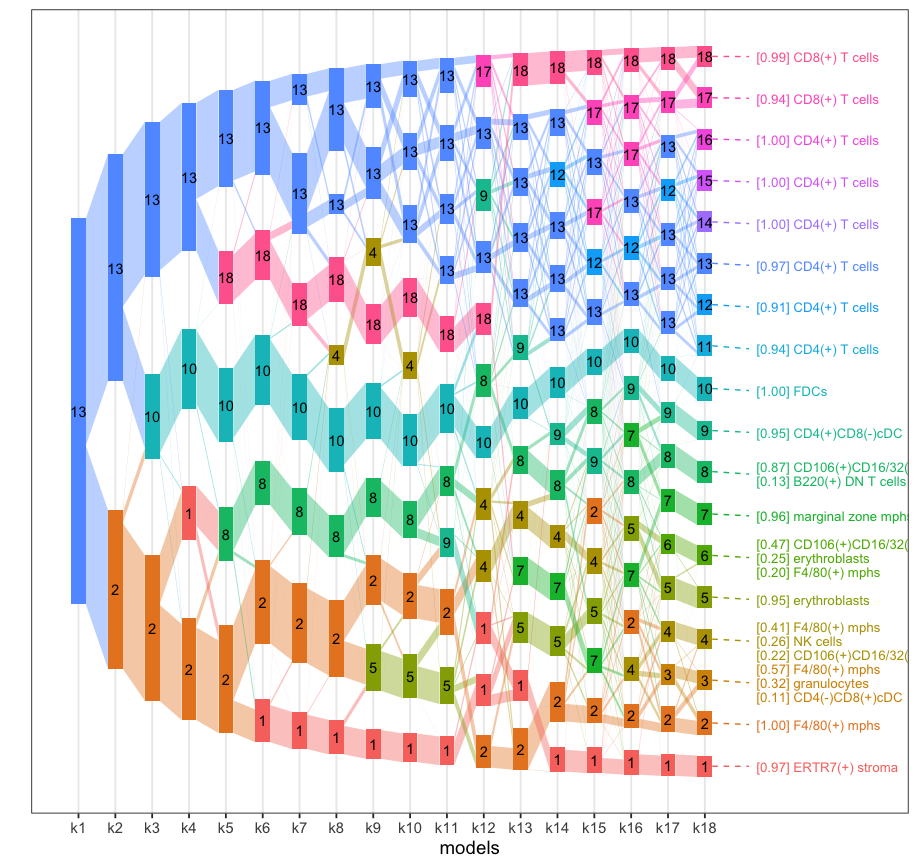 13
13 2
13 10 2
13 10 1 2
13 18 10 8 2
13 18 10 8 2 1
13 13 18 10 8 2 1
13 13 18 4 10 8 2 1
13 13 4 18 10 8 2 5 1
13 13 13 18 4 10 8 2 5 1
13 13 13 13 18 10 8 9 2 5 1
17 13 9 13 18 8 10 4 4 1 1 2
18 13 13 13 13 9 10 8 4 7 5 1 2
18 13 12 13 13 13 10 9 8 4 7 5 2 1
18 17 13 17 12 13 10 8 9 2 4 5 7 2 1
18 17 17 13 12 13 10 9 7 8 5 7 2 4 2 1
18 17 13 12 13 13 13 10 9 8 7 6 5 4 3 2 1
18 17 16 15 14 13 12 11 10 9 8 7 6 5 4 3 2 1
[0.99] CD8(+) T cells
[0.94] CD8(+) T cells
[1.00] CD4(+) T cells
[1.00] CD4(+) T cells
[1.00] CD4(+) T cells
[0.97] CD4(+) T cells
[0.91] CD4(+) T cells
[0.94] CD4(+) T cells
[1.00] FDCs
[0.95] CD4(+)CD8(-)cDC
[0.87] CD106(+)CD16/32(
[0.13] B220(+) DN T cells
[0.96] marginal zone mphs
[0.47] CD106(+)CD16/32(
[0.25] erythroblasts
[0.20] F4/80(+) mphs
[0.95] erythroblasts
[0.41] F4/80(+) mphs
[0.26] NK cells
[0.22] CD106(+)CD16/32(
[0.57] F4/80(+) mphs
[0.32] granulocytes
[0.11] CD4(-)CD8(+)cDC
[1.00] F4/80(+) mphs
[0.97] ERTR7(+) stroma
k1 k2 k3 k4 k5 k6 k7 k8 k9 k10 k11 k12 k13 k14 k15 k16 k17 k18
models